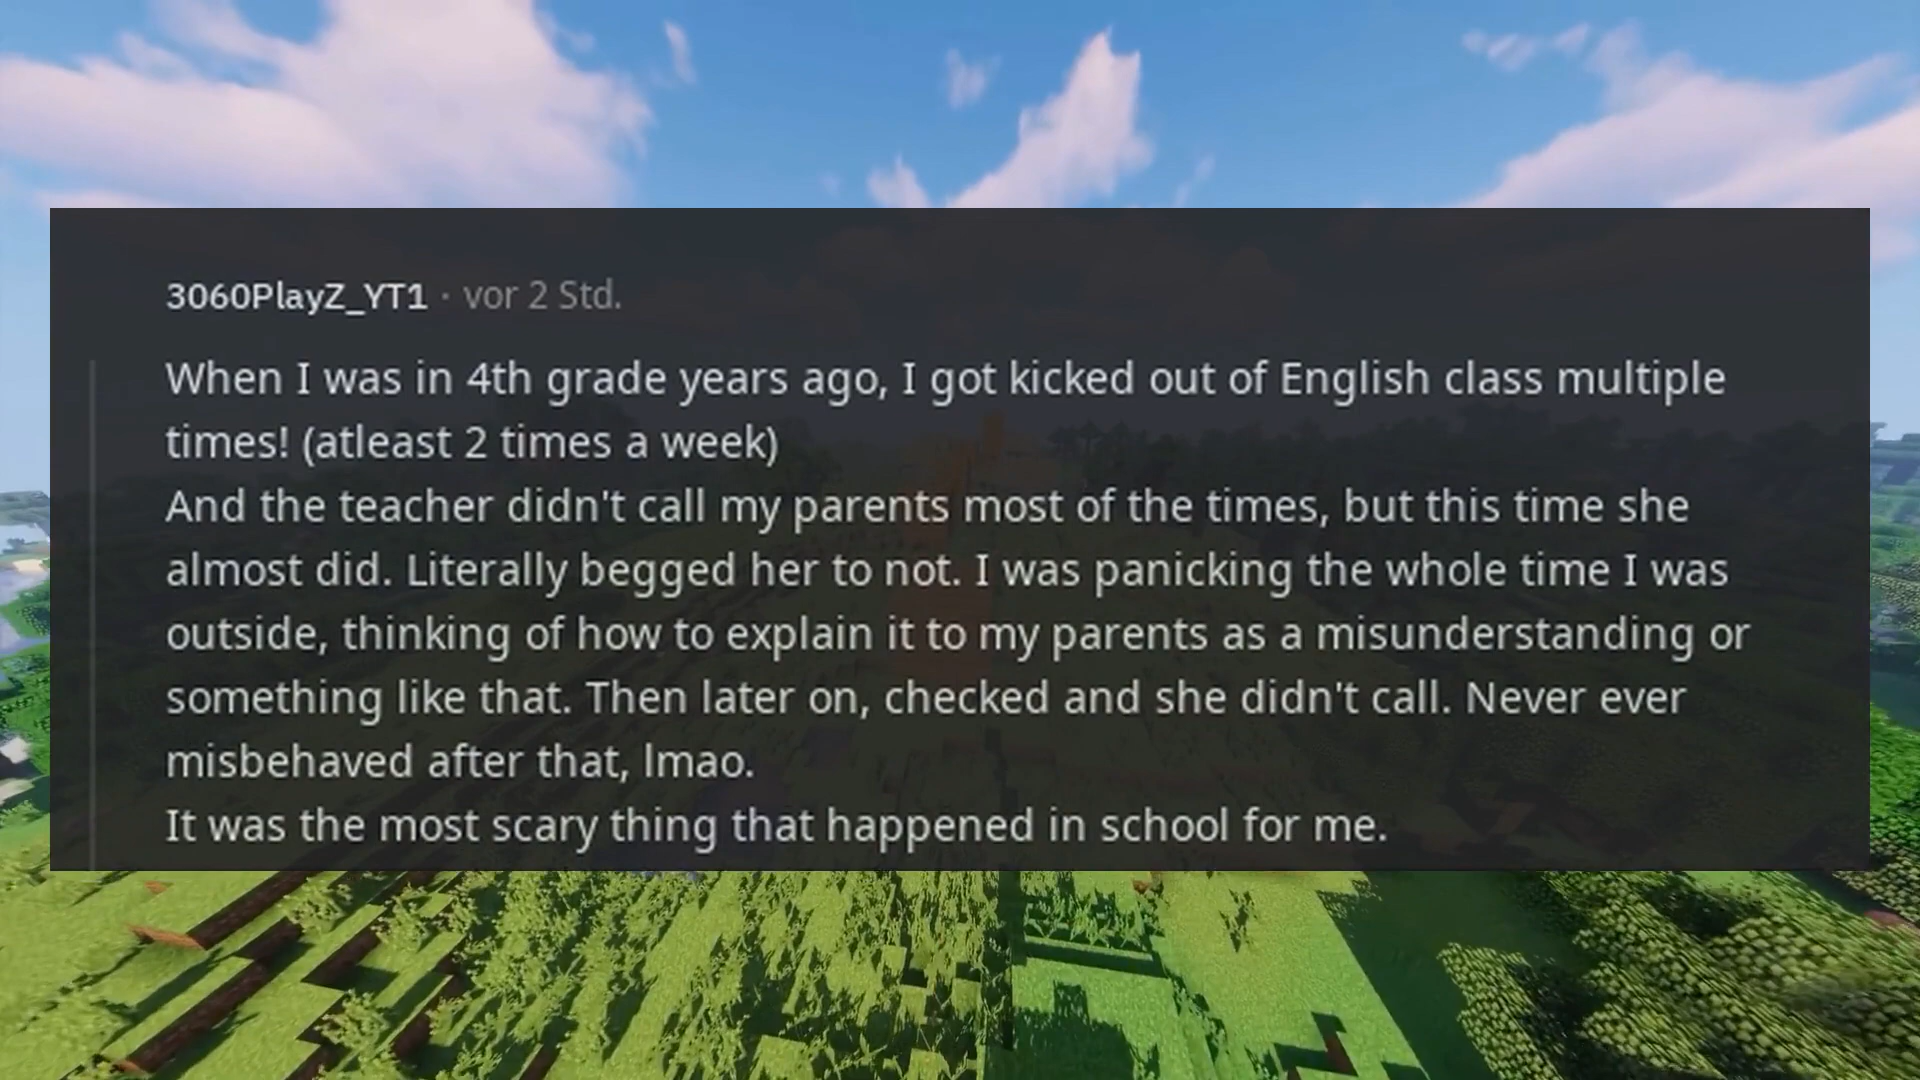 3060PlayZ_YT1 · vor 2 Std.
When I was in 4th grade years ago, I got kicked out of English class multiple
times! (atleast 2 times a week)
And the teacher didn't call my parents most of the times, but this time she
almost did. Literally begged her to not. I was panicking the whole time I was
outside, thinking of how to explain it to my parents as a misunderstanding or
something like that. Then later on, checked and she didn't call. Never ever
misbehaved after that, lmao.
It was the most scary thing that happened in school for me.